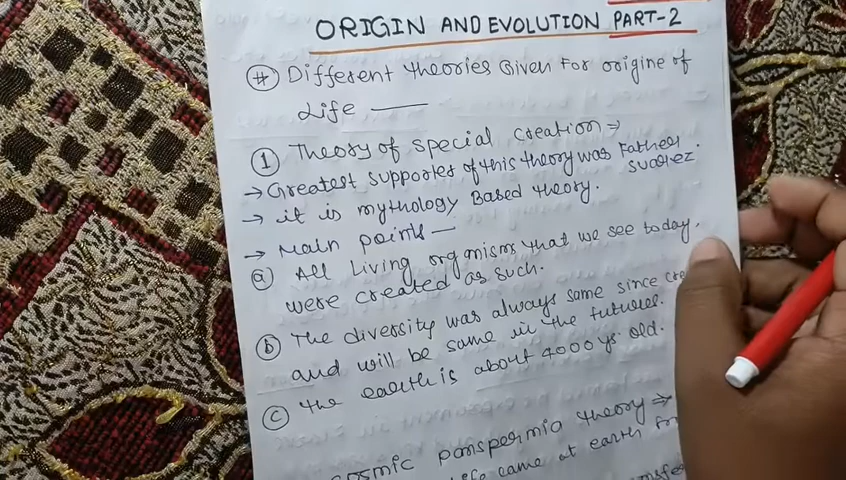 ORIGIN AND EVOLUTION PART-2
# Different theories Given For origine of
Life —
① Theory of special creation ⇒
→ Greatest supporter of this theory was Father
suarez.
→ it is mythology Based theory.
→ Main points —
ⓐ All Living organisms that we see today.
were created as such.
ⓑ The diversity was always same since
and will be same in the futures.
ⓒ the earth is about 4000 ys. old.
cosmic panspermia theory ⇒
life came at earth